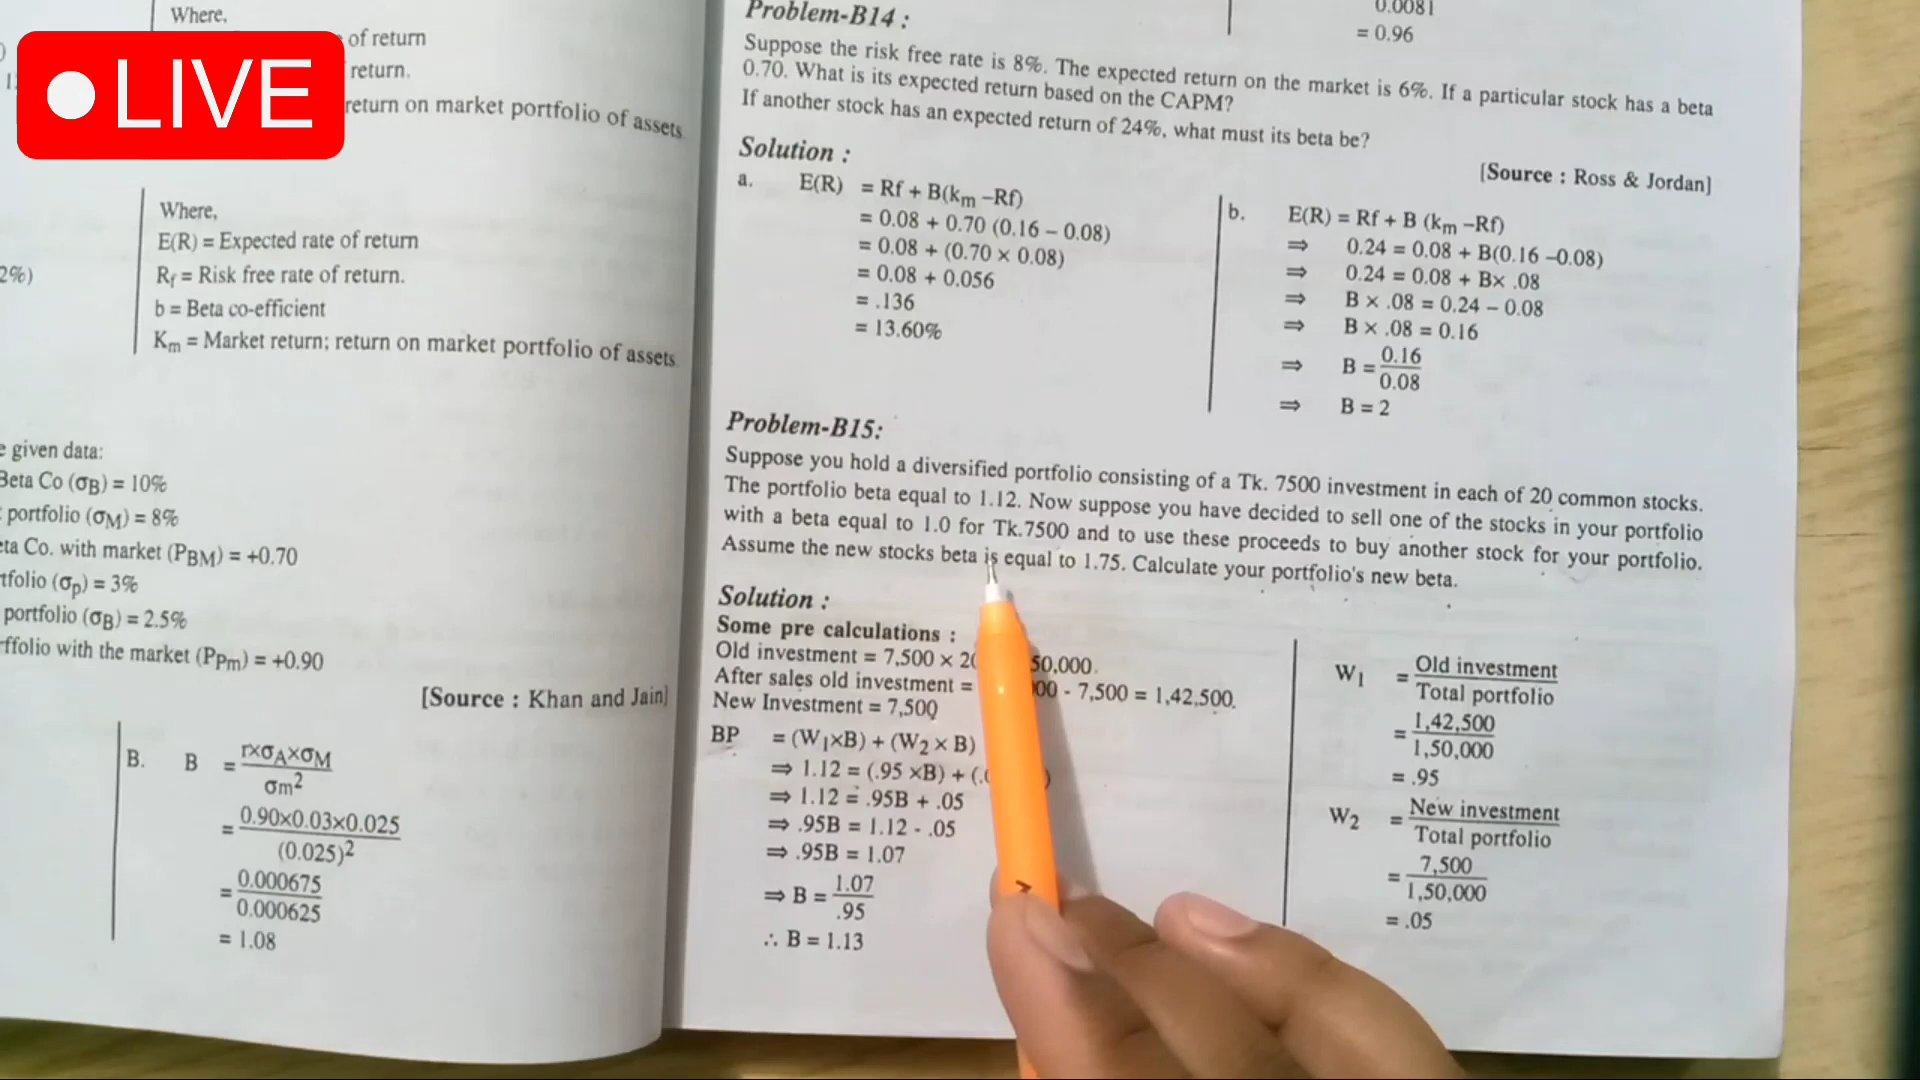 LIVE
Where,
of return
return.
return on market portfolio of assets
Where,
E(R) = Expected rate of return
Rf = Risk free rate of return.
b = Beta co-efficient
Km = Market return; return on market portfolio of assets
2%)
given data:
Beta Co (σB) = 10%
portfolio (σM) = 8%
Co. with market (PBM) = +0.70
(σp) = 3%
portfolio (σB) = 2.5%
with the market (PPm) = +0.90
[Source : Khan and Jain]
B. B = r×σA×σM
σm²
= 0.90×0.03×0.025
(0.025)²
= 0.000675
0.000625
= 1.08
0.0081
= 0.96
Problem-B14 :
Suppose the risk free rate is 8%. The expected return on the market is 6%. If a particular stock has a beta
0.70. What is its expected return based on the CAPM?
If another stock has an expected return of 24%, what must its beta be?
[Source : Ross & Jordan]
Solution :
a. E(R) = Rf + B(km –Rf)
= 0.08 + 0.70 (0.16 – 0.08)
= 0.08 + (0.70 × 0.08)
= 0.08 + 0.056
= .136
= 13.60%
b. E(R) = Rf + B (km –Rf)
⇒ 0.24 = 0.08 + B(0.16 –0.08)
⇒ 0.24 = 0.08 + B× .08
⇒ B × .08 = 0.24 – 0.08
⇒ B × .08 = 0.16
⇒ B = 0.16
0.08
⇒ B = 2
Problem-B15:
Suppose you hold a diversified portfolio consisting of a Tk. 7500 investment in each of 20 common stocks.
The portfolio beta equal to 1.12. Now suppose you have decided to sell one of the stocks in your portfolio
with a beta equal to 1.0 for Tk.7500 and to use these proceeds to buy another stock for your portfolio.
Assume the new stocks beta is equal to 1.75. Calculate your portfolio's new beta.
Solution :
Some pre calculations :
Old investment = 7,500 × 50,000.
After sales old investment = 00 - 7,500 = 1,42,500.
New Investment = 7,500
BP = (W1×B) + (W2 × B)
⇒ 1.12 = (.95 ×B) + (. )
⇒ 1.12 = .95B + .05
⇒ .95B = 1.12 - .05
⇒ .95B = 1.07
⇒ B = 1.07
.95
∴ B = 1.13
W1 = Old investment
Total portfolio
= 1,42,500
1,50,000
= .95
W2 = New investment
Total portfolio
= 7,500
1,50,000
= .05